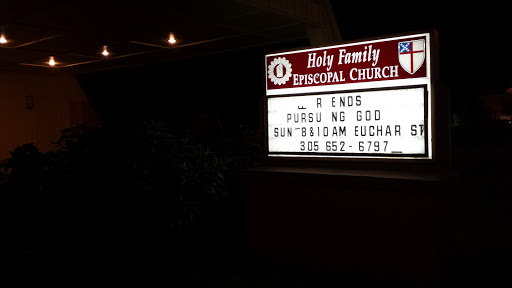 Holy Family
EPISCOPAL CHURCH
F R ENDS
PURSU NG GOD
SUN 8&10AM EUCHAR ST
305 652-6797